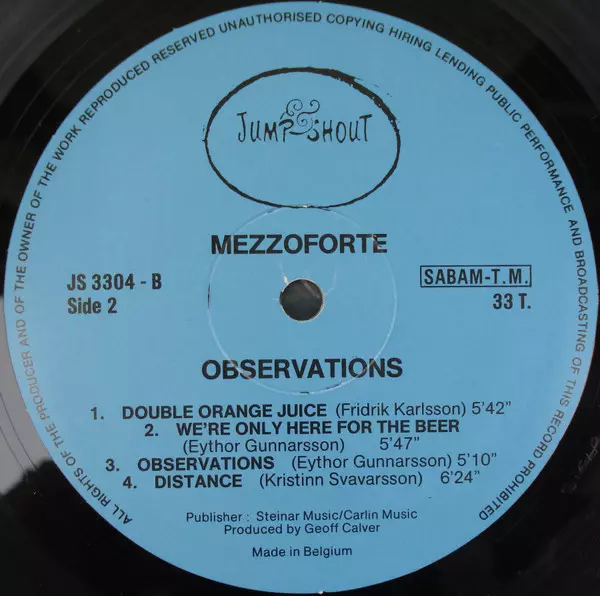 ALL RIGHTS OF THE PRODUCER AND OF THE OWNER OF THE WORK REPRODUCED RESERVED UNAUTHORISED COPYING HIRING LENDING PUBLIC PERFORMANCE AND BROADCASTING OF THIS RECORD PROHIBITED
JUMP SHOUT
MEZZOFORTE
JS 3304 - B
SABAM-T.M.
Side 2
33 T.
OBSERVATIONS
1. DOUBLE ORANGE JUICE (Fridrik Karlsson) 5'42"
2. WE'RE ONLY HERE FOR THE BEER
(Eythor Gunnarsson) 5'47"
3. OBSERVATIONS (Eythor Gunnarsson) 5'10"
4. DISTANCE (Kristinn Svavarsson) 6'24"
Publisher : Steinar Music/Carlin Music
Produced by Geoff Calver
Made in Belgium